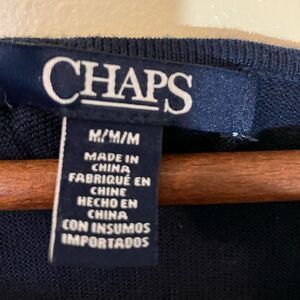 CHAPS
M/M/M
MADE IN
CHINA
FABRIQUÉ EN
CHINE
HECHO EN
CHINA
CON INSUMOS
IMPORTADOS